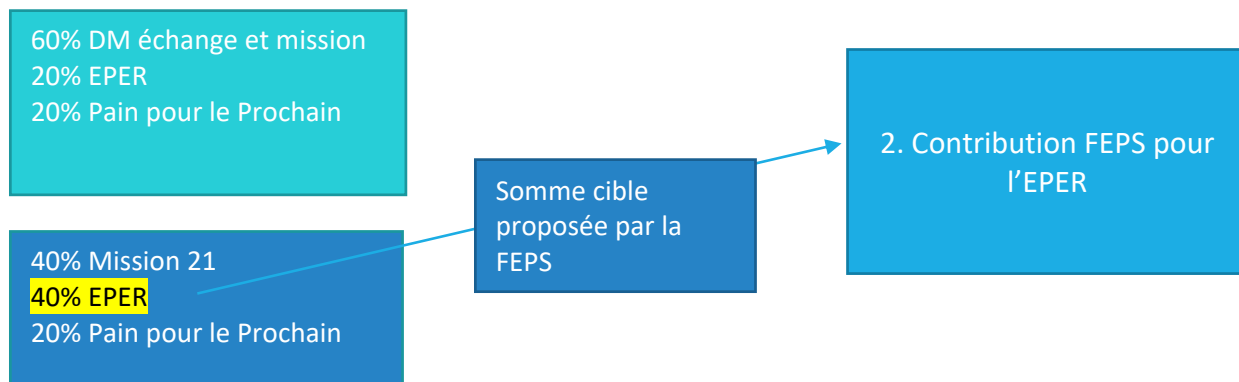 60% DM échange et mission
20% EPER
20% Pain pour le Prochain
40% Mission 21
40% EPER
20% Pain pour le Prochain
Somme cible
proposée par la
FEPS
2. Contribution FEPS pour
l’EPER